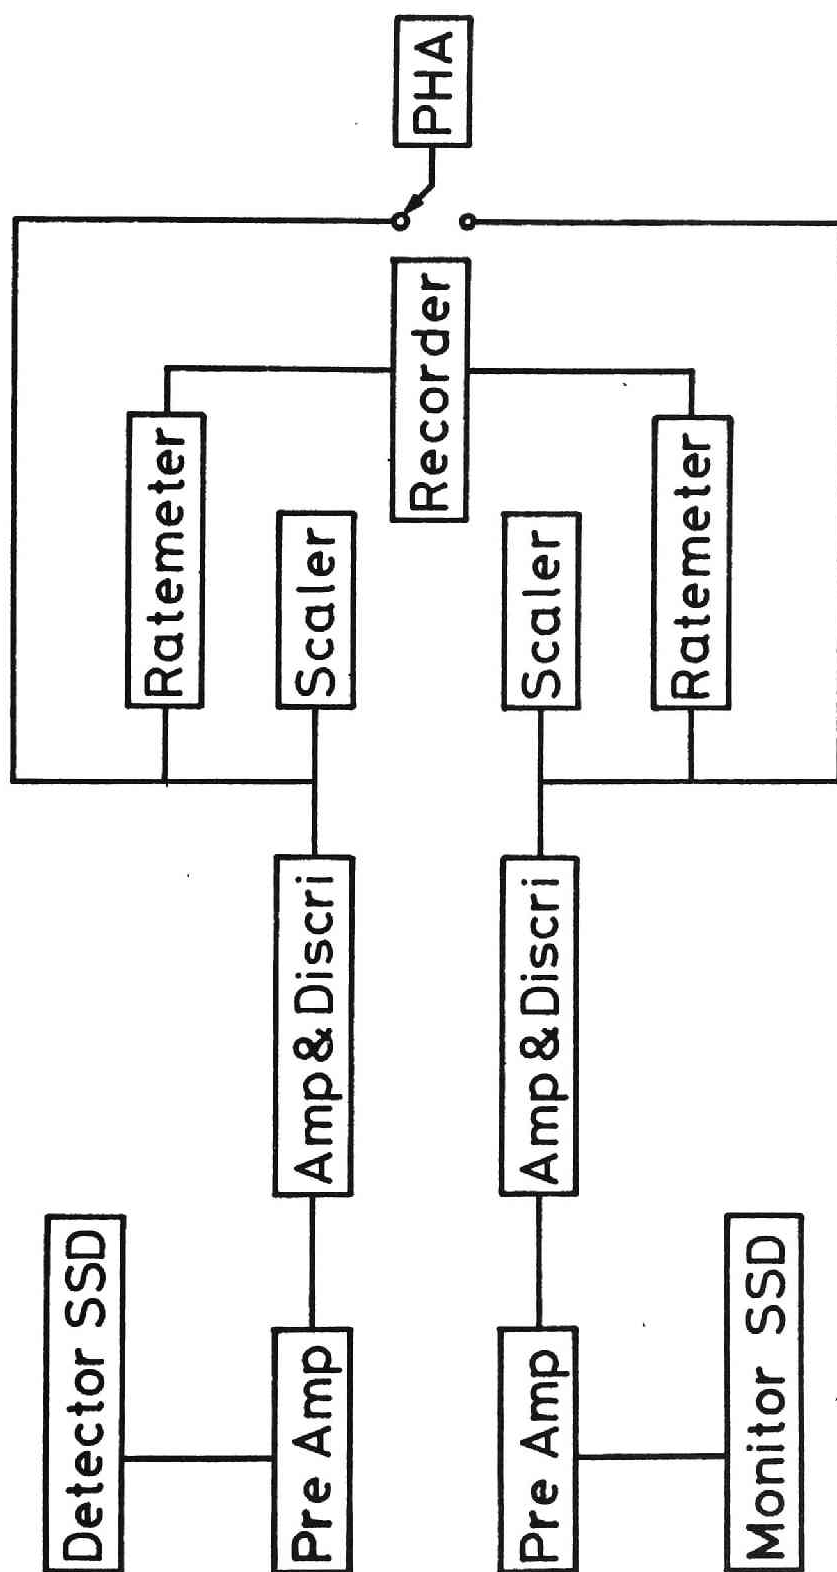 Detector SSD
Pre Amp
Amp & Discri
Ratemeter
Scaler
Recorder
PHA
Pre Amp
Amp & Discri
Scaler
Ratemeter
Monitor SSD